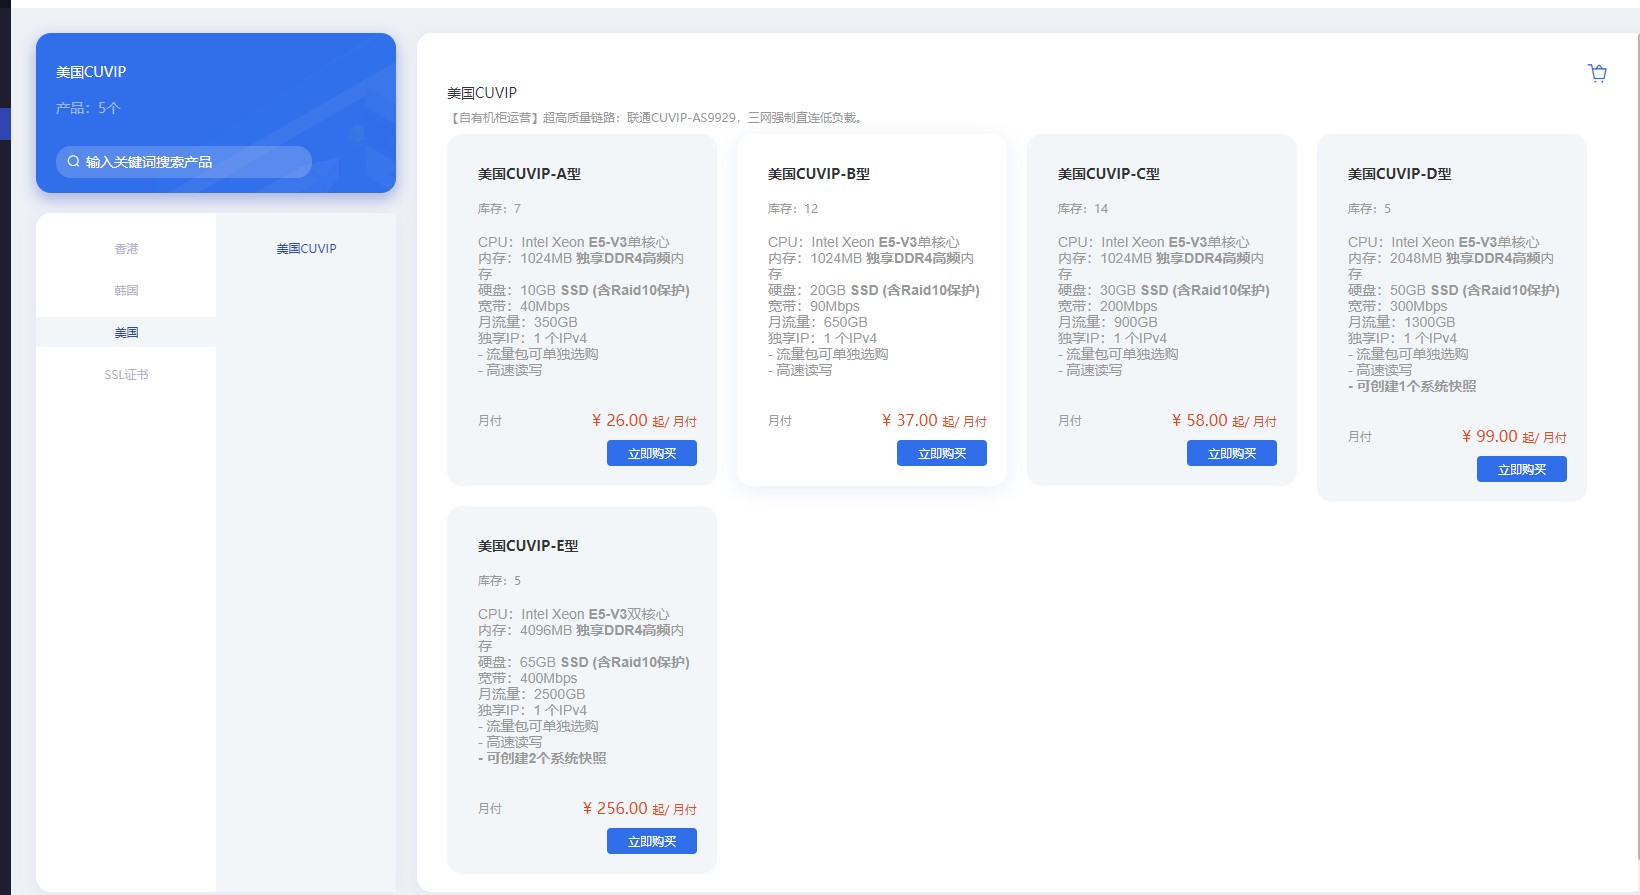 美国CUVIP
产品：5个
输入关键词搜索产品
香港
韩国
美国
SSL证书
美国CUVIP
美国CUVIP
【自有机柜运营】超高质量链路：联通CUVIP-AS9929，三网强制直连低负载。
美国CUVIP-A型
库存：7
CPU：Intel Xeon E5-V3单核心
内存：1024MB 独享DDR4高频内
存
硬盘：10GB SSD (含Raid10保护)
宽带：40Mbps
月流量：350GB
独享IP：1 个IPv4
- 流量包可单独选购
- 高速读写
月付
¥ 26.00 起/ 月付
立即购买
美国CUVIP-B型
库存：12
CPU：Intel Xeon E5-V3单核心
内存：1024MB 独享DDR4高频内
存
硬盘：20GB SSD (含Raid10保护)
宽带：90Mbps
月流量：650GB
独享IP：1 个IPv4
- 流量包可单独选购
- 高速读写
月付
¥ 37.00 起/ 月付
立即购买
美国CUVIP-C型
库存：14
CPU：Intel Xeon E5-V3单核心
内存：1024MB 独享DDR4高频内
存
硬盘：30GB SSD (含Raid10保护)
宽带：200Mbps
月流量：900GB
独享IP：1 个IPv4
- 流量包可单独选购
- 高速读写
月付
¥ 58.00 起/ 月付
立即购买
美国CUVIP-D型
库存：5
CPU：Intel Xeon E5-V3单核心
内存：2048MB 独享DDR4高频内
存
硬盘：50GB SSD (含Raid10保护)
宽带：300Mbps
月流量：1300GB
独享IP：1 个IPv4
- 流量包可单独选购
- 高速读写
- 可创建1个系统快照
月付
¥ 99.00 起/ 月付
立即购买
美国CUVIP-E型
库存：5
CPU：Intel Xeon E5-V3双核心
内存：4096MB 独享DDR4高频内
存
硬盘：65GB SSD (含Raid10保护)
宽带：400Mbps
月流量：2500GB
独享IP：1 个IPv4
- 流量包可单独选购
- 高速读写
- 可创建2个系统快照
月付
¥ 256.00 起/ 月付
立即购买